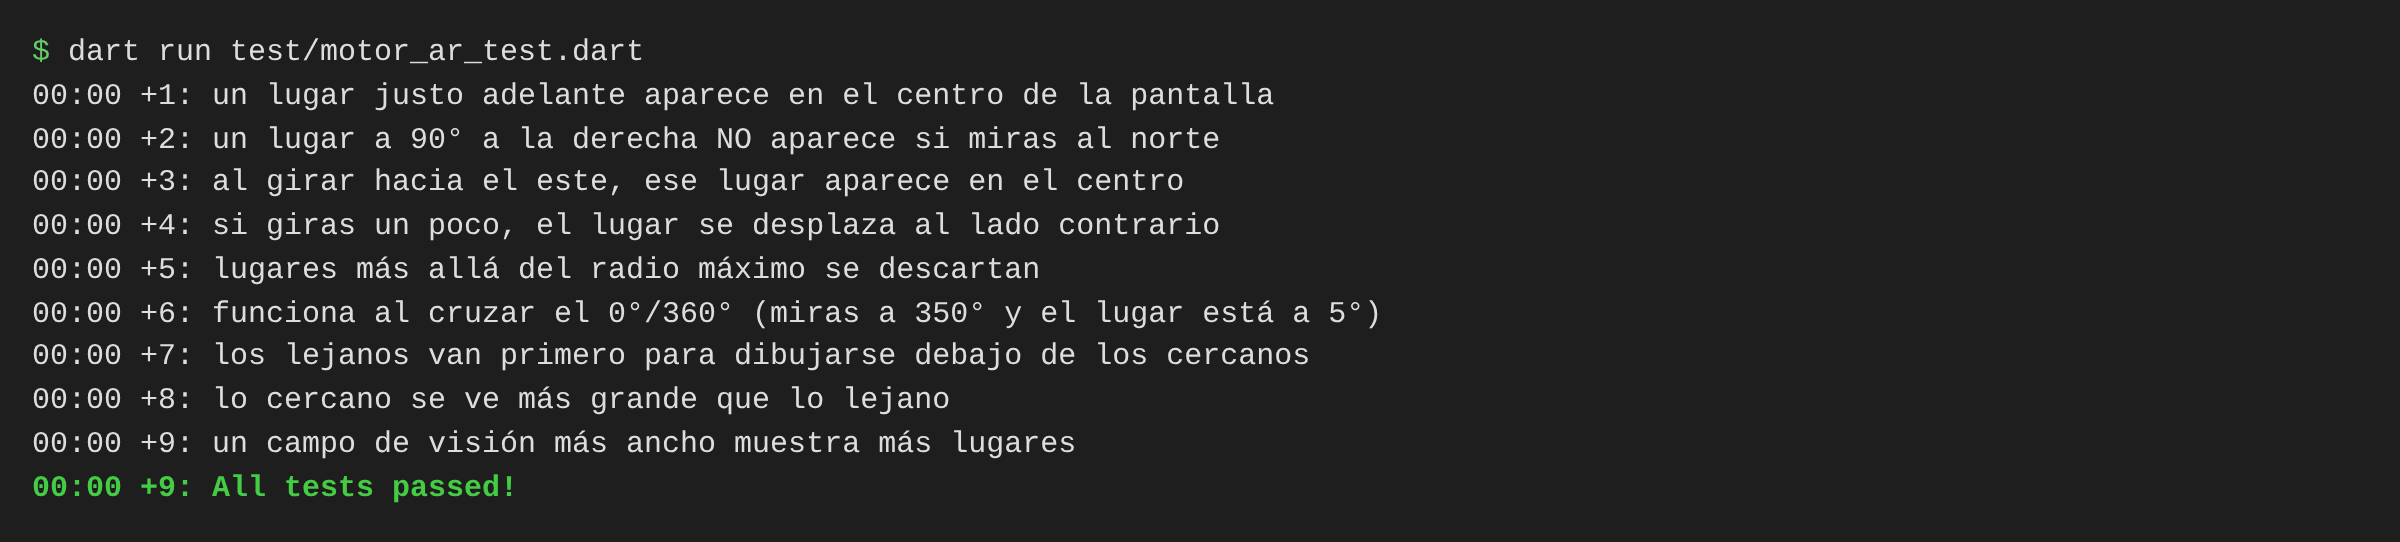 $ dart run test/motor_ar_test.dart
00:00 +1: un lugar justo adelante aparece en el centro de la pantalla
00:00 +2: un lugar a 90° a la derecha NO aparece si miras al norte
00:00 +3: al girar hacia el este, ese lugar aparece en el centro
00:00 +4: si giras un poco, el lugar se desplaza al lado contrario
00:00 +5: lugares más allá del radio máximo se descartan
00:00 +6: funciona al cruzar el 0°/360° (miras a 350° y el lugar está a 5°)
00:00 +7: los lejanos van primero para dibujarse debajo de los cercanos
00:00 +8: lo cercano se ve más grande que lo lejano
00:00 +9: un campo de visión más ancho muestra más lugares
00:00 +9: All tests passed!